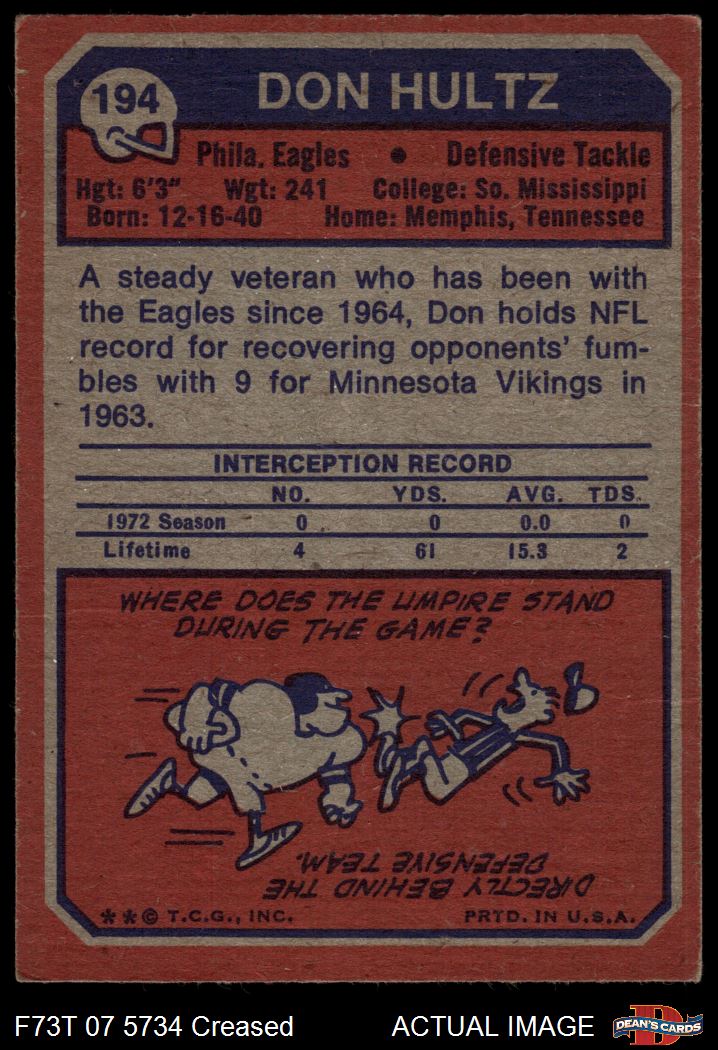 194
DON HULTZ
Phila. Eagles • Defensive Tackle
Hgt: 6'3" Wgt: 241 College: So. Mississippi
Born: 12-16-40 Home: Memphis, Tennessee
A steady veteran who has been with
the Eagles since 1964, Don holds NFL
record for recovering opponents' fum-
bles with 9 for Minnesota Vikings in
1963.
INTERCEPTION RECORD
NO. YDS. AVG. TDS.
1972 Season 0 0 0.0 0
Lifetime 4 61 15.3 2
WHERE DOES THE UMPIRE STAND
DURING THE GAME?
DIRECTLY BEHIND THE
DEFENSIVE TEAM.
**© T.C.G., INC. PRTD. IN U.S.A.
F73T 07 5734 Creased ACTUAL IMAGE
D
DEAN'S CARDS